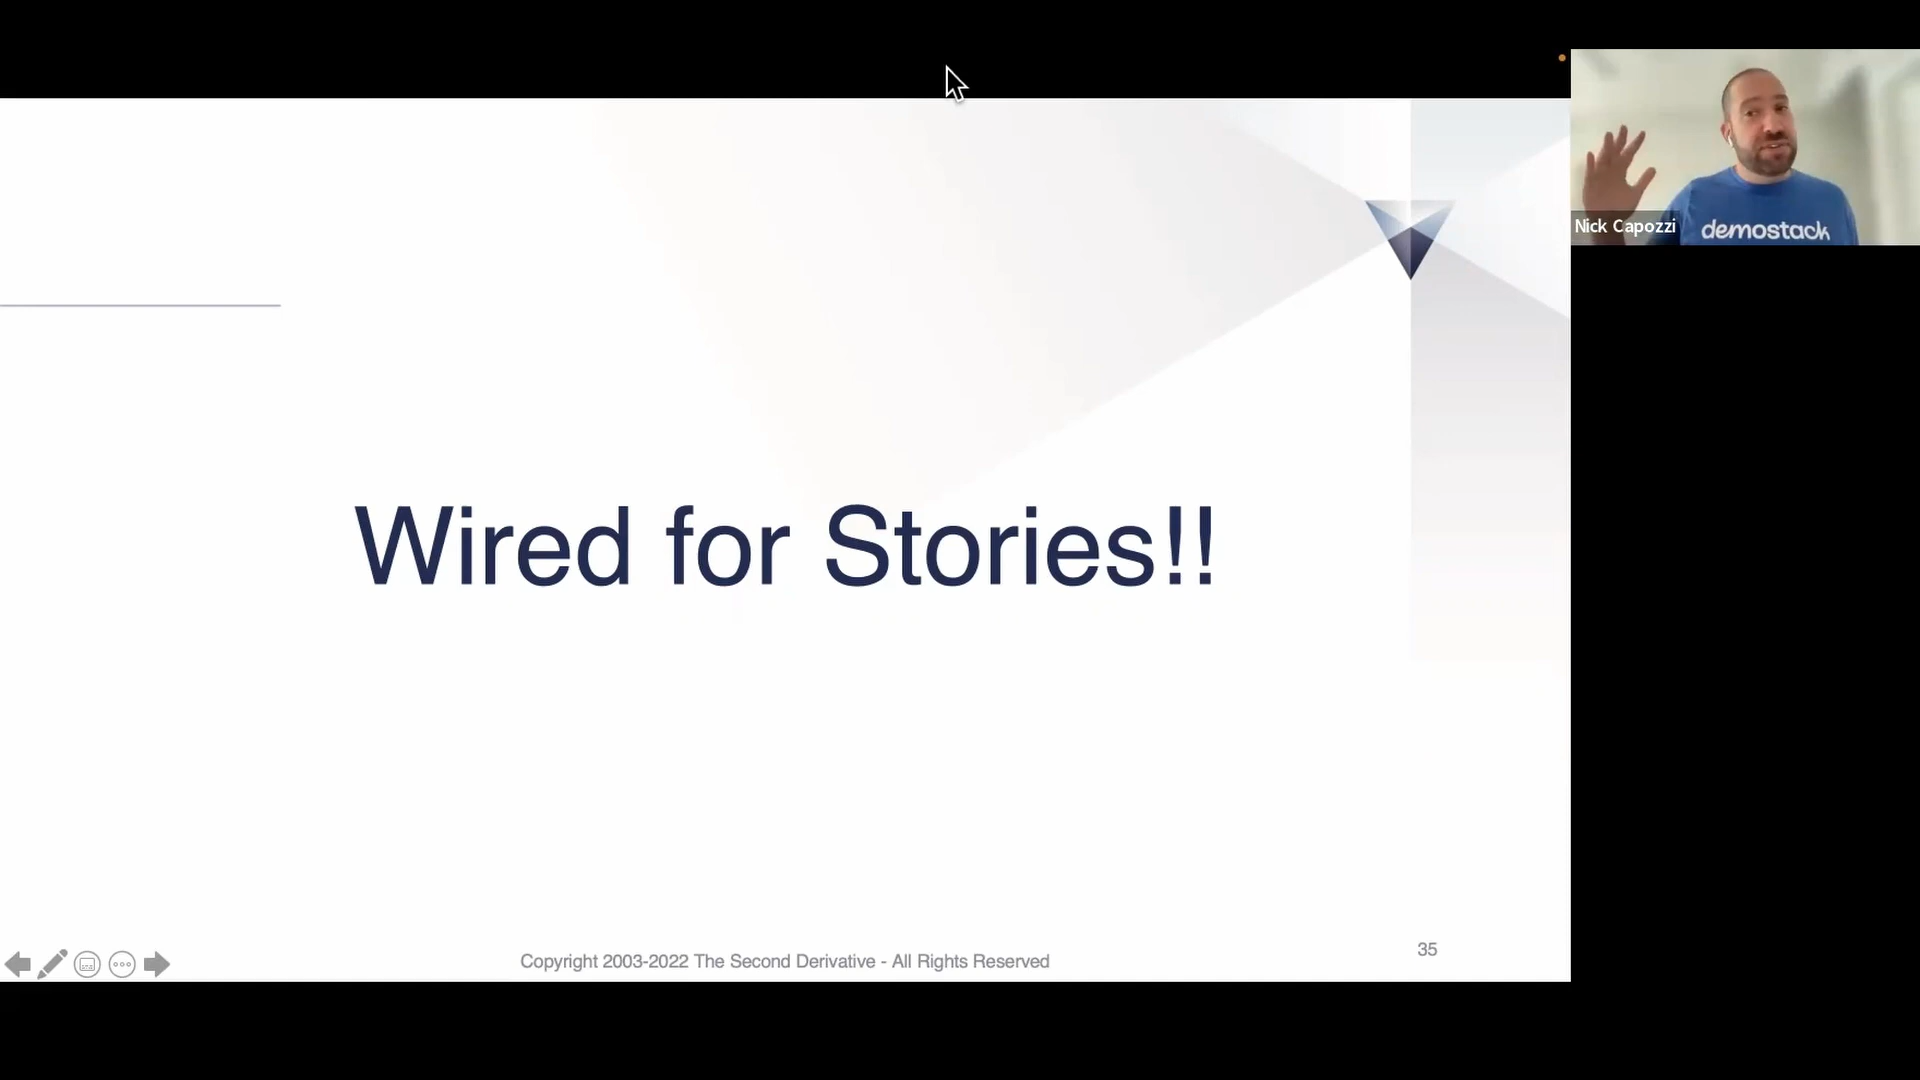 Nick Capozzi
demostack
Wired for Stories!!
Copyright 2003-2022 The Second Derivative - All Rights Reserved
35